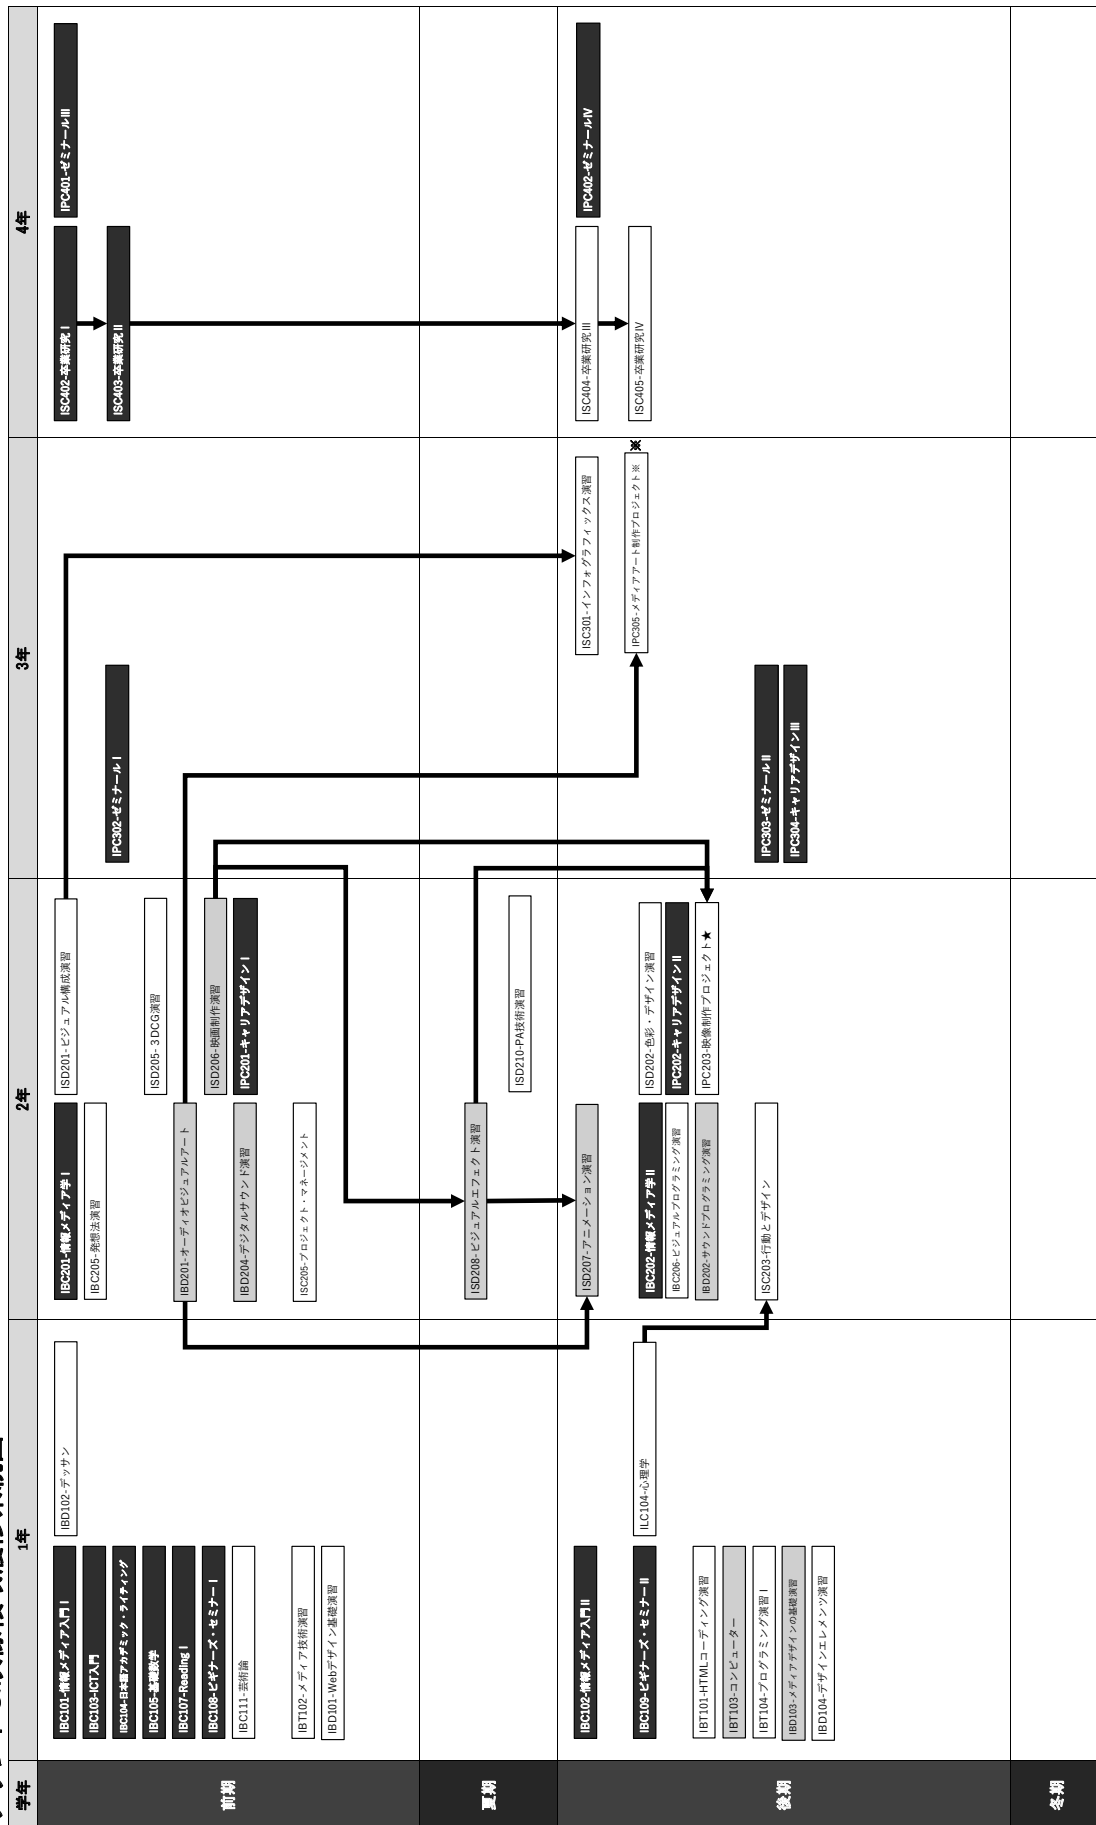 学年
1年
2年
3年
4年
前期
IBC101-情報メディア入門 I
IBC103-ICT入門
IBC104-日本語アカデミック・ライティング
IBC105-基礎数学
IBC107-Reading I
IBC108-ビギナーズ・セミナー I
IBC111-芸術論
IBT102-メディア技術演習
IBD101-Webデザイン基礎演習
IBD102-デッサン
IBC201-情報メディア学 I
IBC205-発想法演習
IBD201-オーディオビジュアルアート
IBD204-デジタルサウンド演習
ISC205-プロジェクト・マネージメント
ISD201-ビジュアル構成演習
ISD205-３DCG演習
ISD206-映画制作演習
IPC201-キャリアデザイン I
IPC302-ゼミナール I
ISC402-卒業研究 I
ISC403-卒業研究 II
IPC401-ゼミナールIII
夏期
ISD208-ビジュアルエフェクト演習
ISD210-PA技術演習
後期
IBC102-情報メディア入門 II
IBC109-ビギナーズ・セミナー II
IBT101-HTMLコーディング演習
IBT103-コンピューター
IBT104-プログラミング演習 I
IBD103-メディアデザインの基礎演習
IBD104-デザインエレメンツ演習
ILC104-心理学
ISD207-アニメーション演習
IBC202-情報メディア学 II
IBC206-ビジュアルプログラミング演習
IBD202-サウンドプログラミング演習
ISC203-行動とデザイン
ISD202-色彩・デザイン演習
IPC202-キャリアデザイン II
IPC203-映像制作プロジェクト★
ISC301-インフォグラフィックス演習
IPC305-メディアアート制作プロジェクト※
※
IPC303-ゼミナール II
IPC304-キャリアデザイン III
ISC404-卒業研究 III
ISC405-卒業研究IV
IPC402-ゼミナールIV
冬期